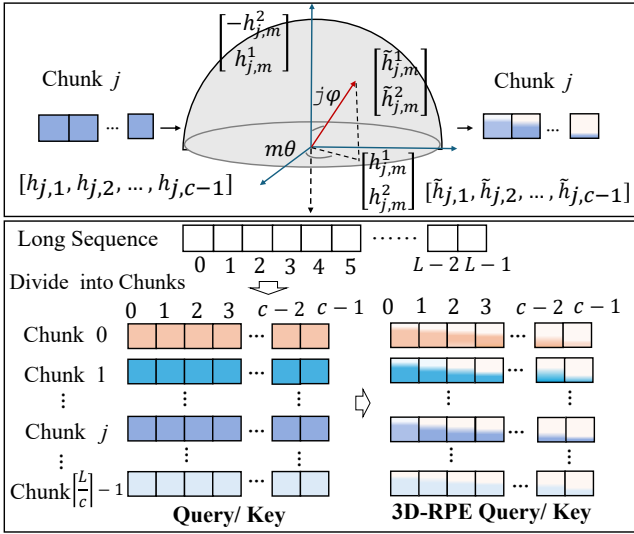 [−h²_{j,m}
h¹_{j,m}]
[h̃¹_{j,m}
h̃²_{j,m}]
Chunk j
Chunk j
jφ
...
...
mθ
[h¹_{j,m}
h²_{j,m}]
[h_{j,1}, h_{j,2}, ..., h_{j,c−1}]
[h̃_{j,1}, h̃_{j,2}, ..., h̃_{j,c−1}]
Long Sequence
......
0 1 2 3 4 5 L−2 L−1
Divide into Chunks
0 1 2 3 c−2 c−1 0 1 2 3 c−2 c−1
Chunk 0 ... ...
Chunk 1 ... ...
⋮ ⋮ ⋮ ⋮ ⋮
Chunk j ... ...
⋮ ⋮ ⋮ ⋮ ⋮
Chunk⌈L/c⌉−1 ... ...
Query/ Key 3D-RPE Query/ Key